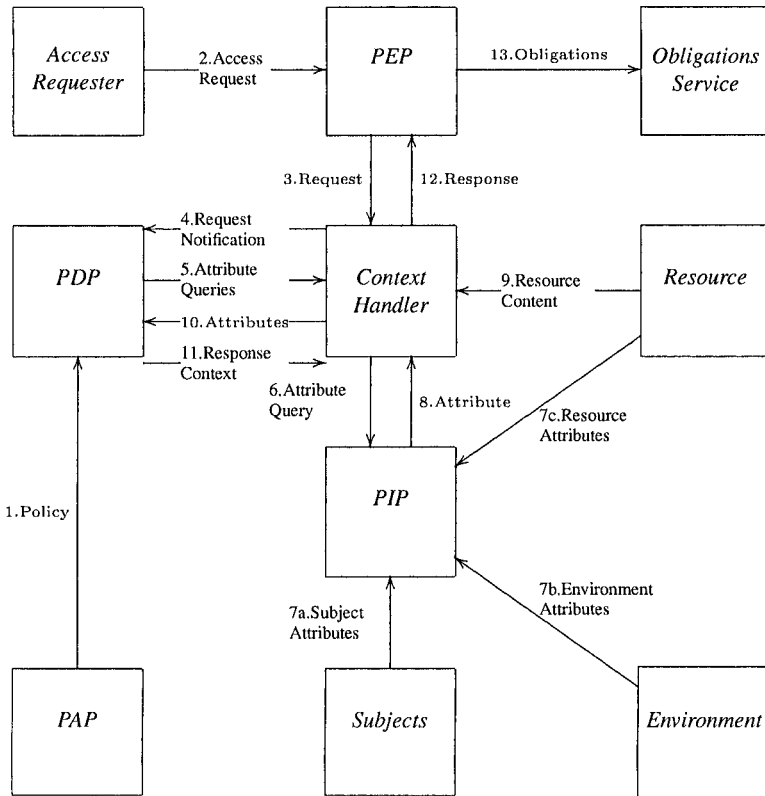 Access
Requester
2.Access
Request
PEP
13.Obligations
Obligations
Service
3.Request
12.Response
PDP
4.Request
Notification
5.Attribute
Queries
10.Attributes
11.Response
Context
Context
Handler
9.Resource
Content
Resource
6.Attribute
Query
8.Attribute
7c.Resource
Attributes
1.Policy
PIP
7a.Subject
Attributes
7b.Environment
Attributes
PAP
Subjects
Environment